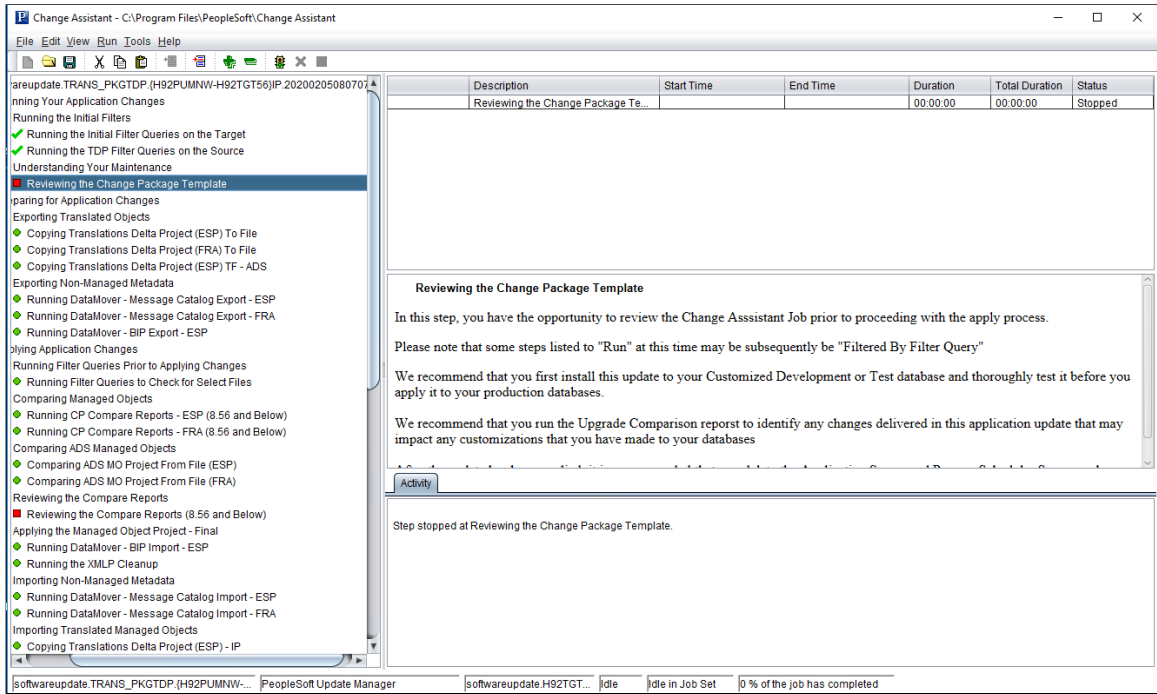 Change Assistant - C:\Program Files\PeopleSoft\Change Assistant
File Edit View Run Tools Help
areupdate.TRANS_PKGTDP.{H92PUMNW-H92TGT56}IP.20200205080707
nning Your Application Changes
Running the Initial Filters
Running the Initial Filter Queries on the Target
Running the TDP Filter Queries on the Source
Understanding Your Maintenance
Reviewing the Change Package Template
paring for Application Changes
Exporting Translated Objects
Copying Translations Delta Project (ESP) To File
Copying Translations Delta Project (FRA) To File
Copying Translations Delta Project (ESP) TF - ADS
Exporting Non-Managed Metadata
Running DataMover - Message Catalog Export - ESP
Running DataMover - Message Catalog Export - FRA
Running DataMover - BIP Export - ESP
plying Application Changes
Running Filter Queries Prior to Applying Changes
Running Filter Queries to Check for Select Files
Comparing Managed Objects
Running CP Compare Reports - ESP (8.56 and Below)
Running CP Compare Reports - FRA (8.56 and Below)
Comparing ADS Managed Objects
Comparing ADS MO Project From File (ESP)
Comparing ADS MO Project From File (FRA)
Reviewing the Compare Reports
Reviewing the Compare Reports (8.56 and Below)
Applying the Managed Object Project - Final
Running DataMover - BIP Import - ESP
Running the XMLP Cleanup
Importing Non-Managed Metadata
Running DataMover - Message Catalog Import - ESP
Running DataMover - Message Catalog Import - FRA
Importing Translated Managed Objects
Copying Translations Delta Project (ESP) - IP
Description Start Time End Time Duration Total Duration Status
Reviewing the Change Package Te... 00:00:00 00:00:00 Stopped
Reviewing the Change Package Template
In this step, you have the opportunity to review the Change Asssistant Job prior to proceeding with the apply process.
Please note that some steps listed to "Run" at this time may be subsequently be "Filtered By Filter Query"
We recommend that you first install this update to your Customized Development or Test database and thoroughly test it before you
apply it to your production databases.
We recommend that you run the Upgrade Comparison reporst to identify any changes delivered in this application update that may
impact any customizations that you have made to your databases
Activity
Step stopped at Reviewing the Change Package Template.
softwareupdate.TRANS_PKGTDP.{H92PUMNW-... PeopleSoft Update Manager softwareupdate.H92TGT... Idle Idle in Job Set 0 % of the job has completed